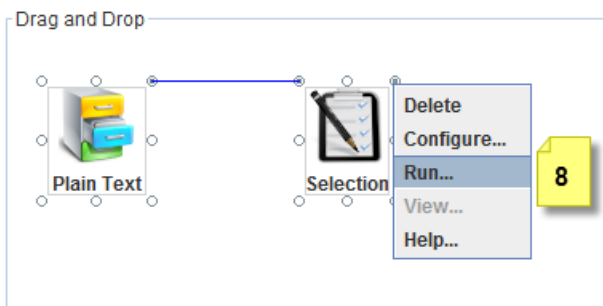 Drag and Drop
Plain Text
Selection
Delete
Configure...
Run...
View...
Help...
8